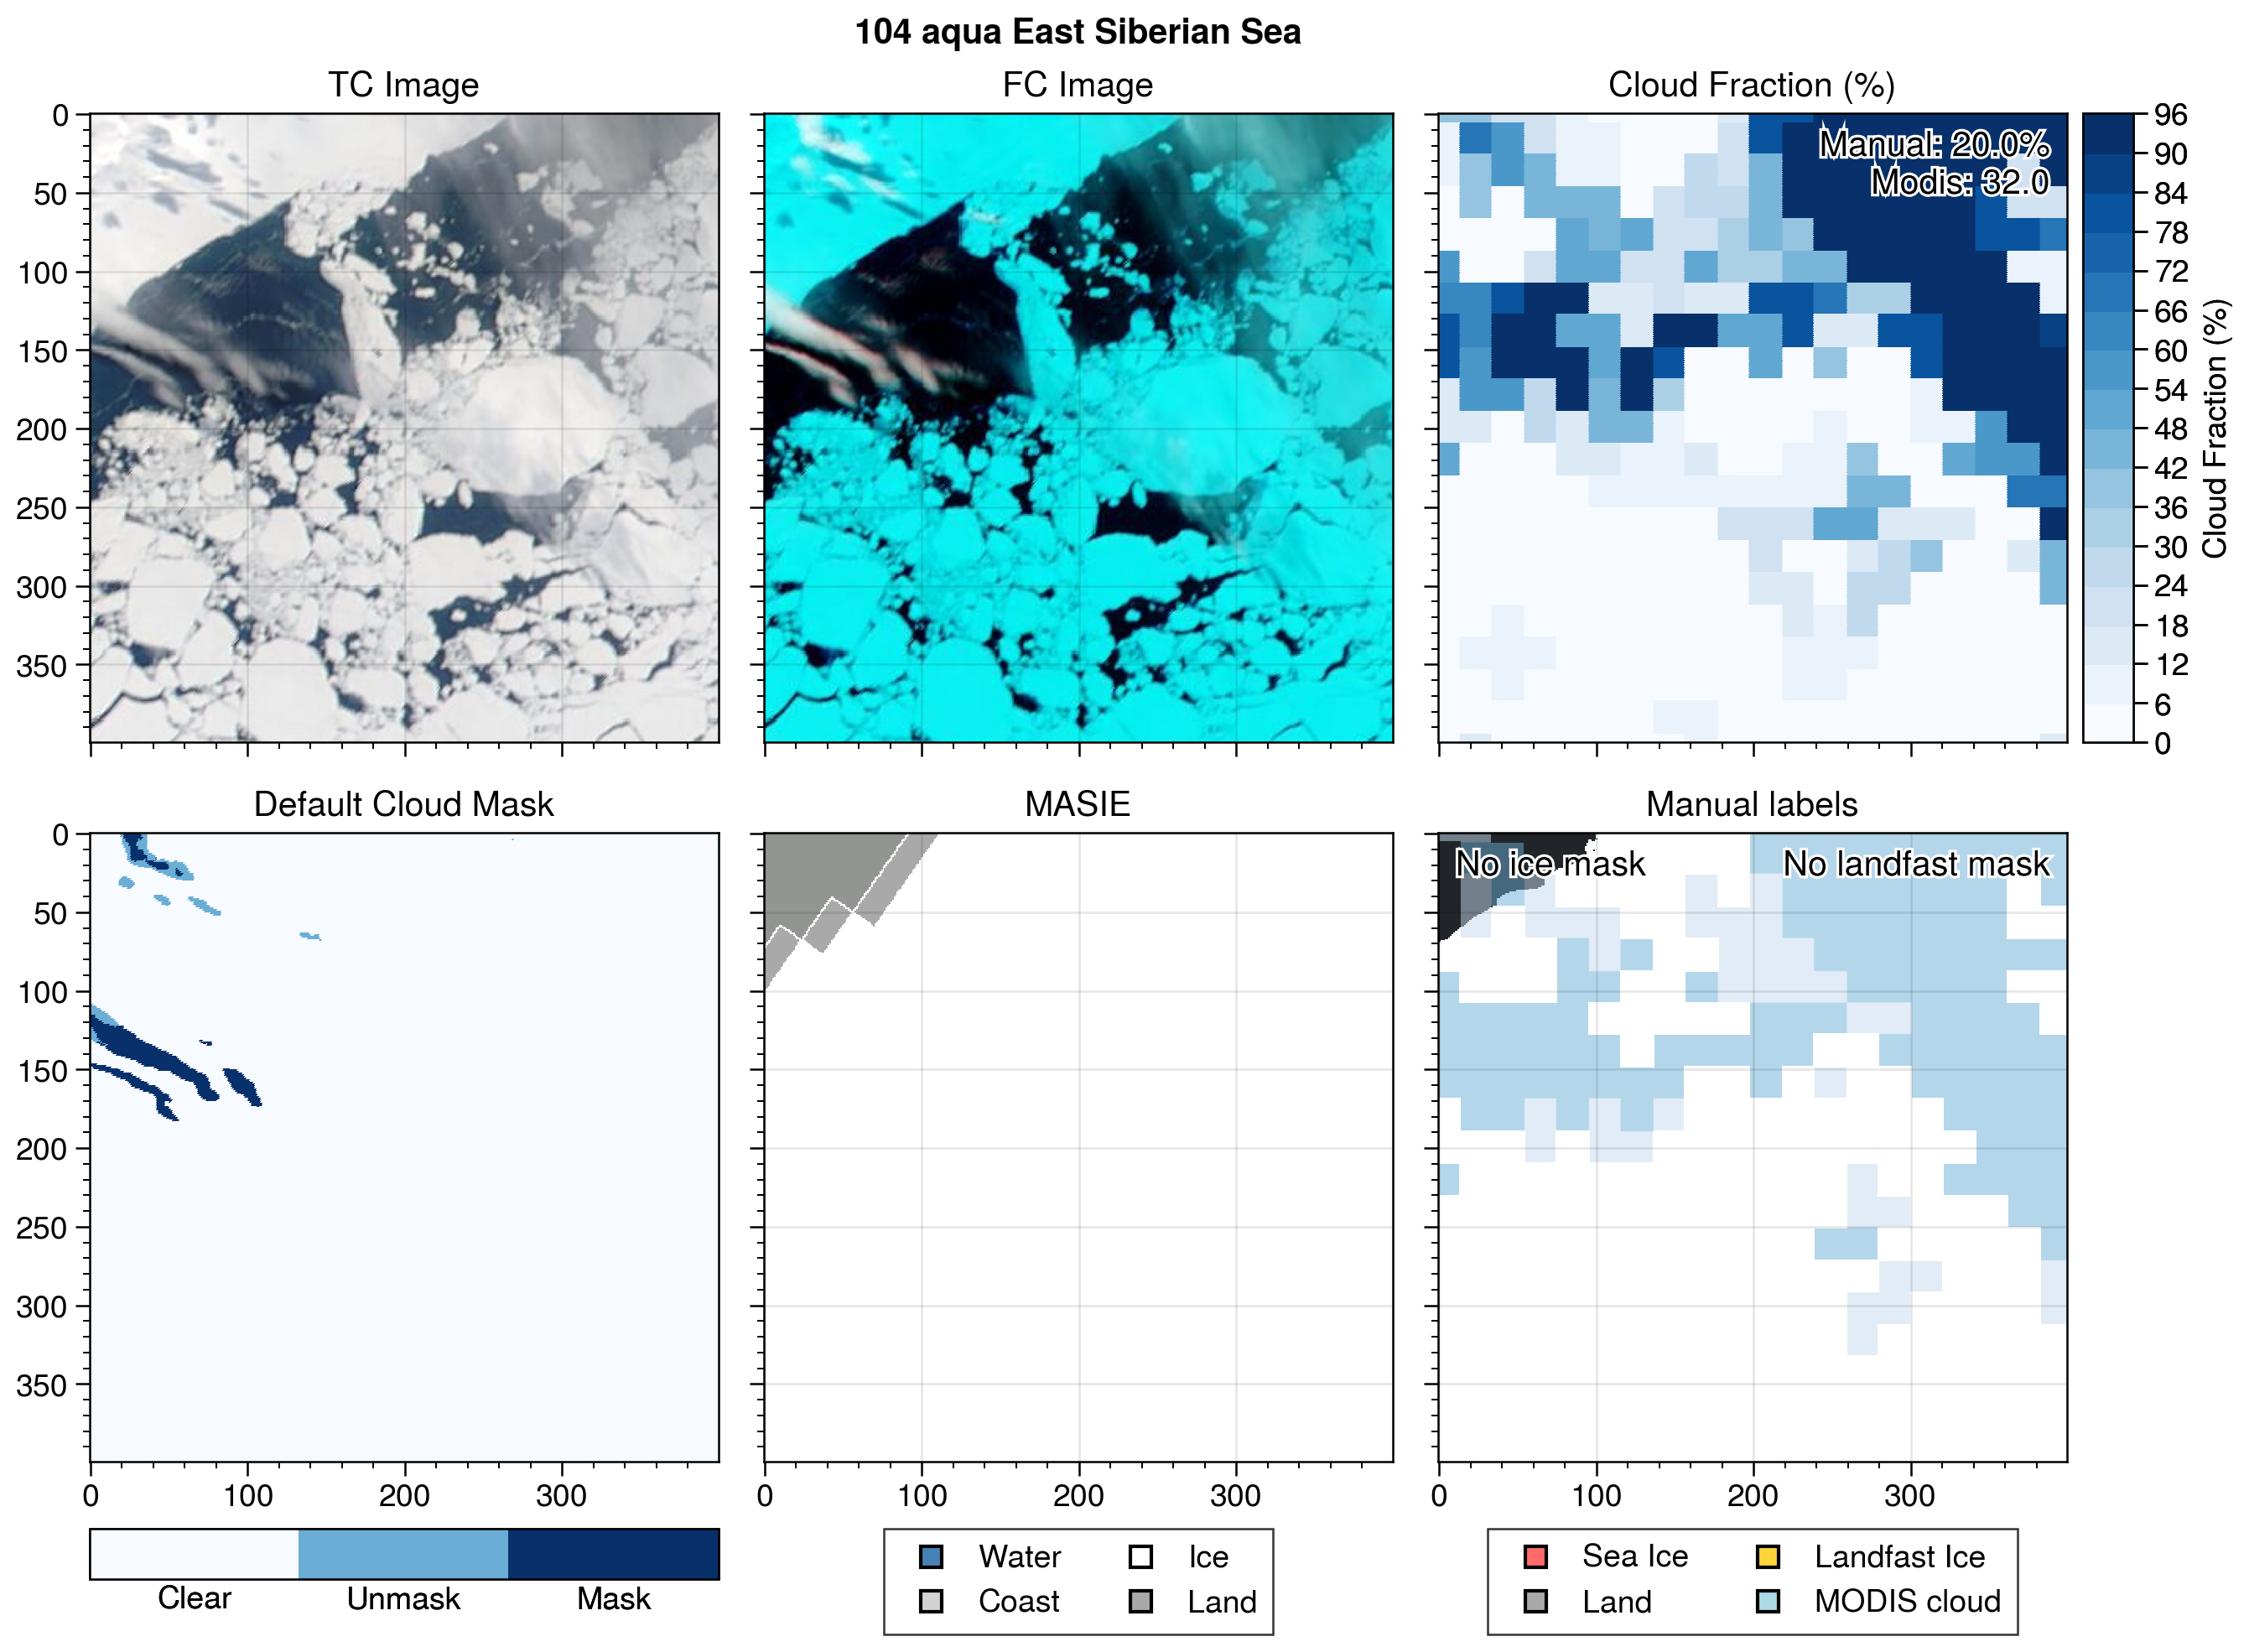 104 aqua East Siberian Sea
TC Image
FC Image
Cloud Fraction (%)
0
50
100
150
200
250
300
350
Manual: 20.0%
Modis: 32.0
96
90
84
78
72
66
60
54
48
42
36
30
24
18
12
6
0
Cloud Fraction (%)
Default Cloud Mask
MASIE
Manual labels
0
50
100
150
200
250
300
350
No ice mask
No landfast mask
0 100 200 300
0 100 200 300
0 100 200 300
Clear Unmask Mask
Water Ice
Coast Land
Sea Ice Landfast Ice
Land MODIS cloud